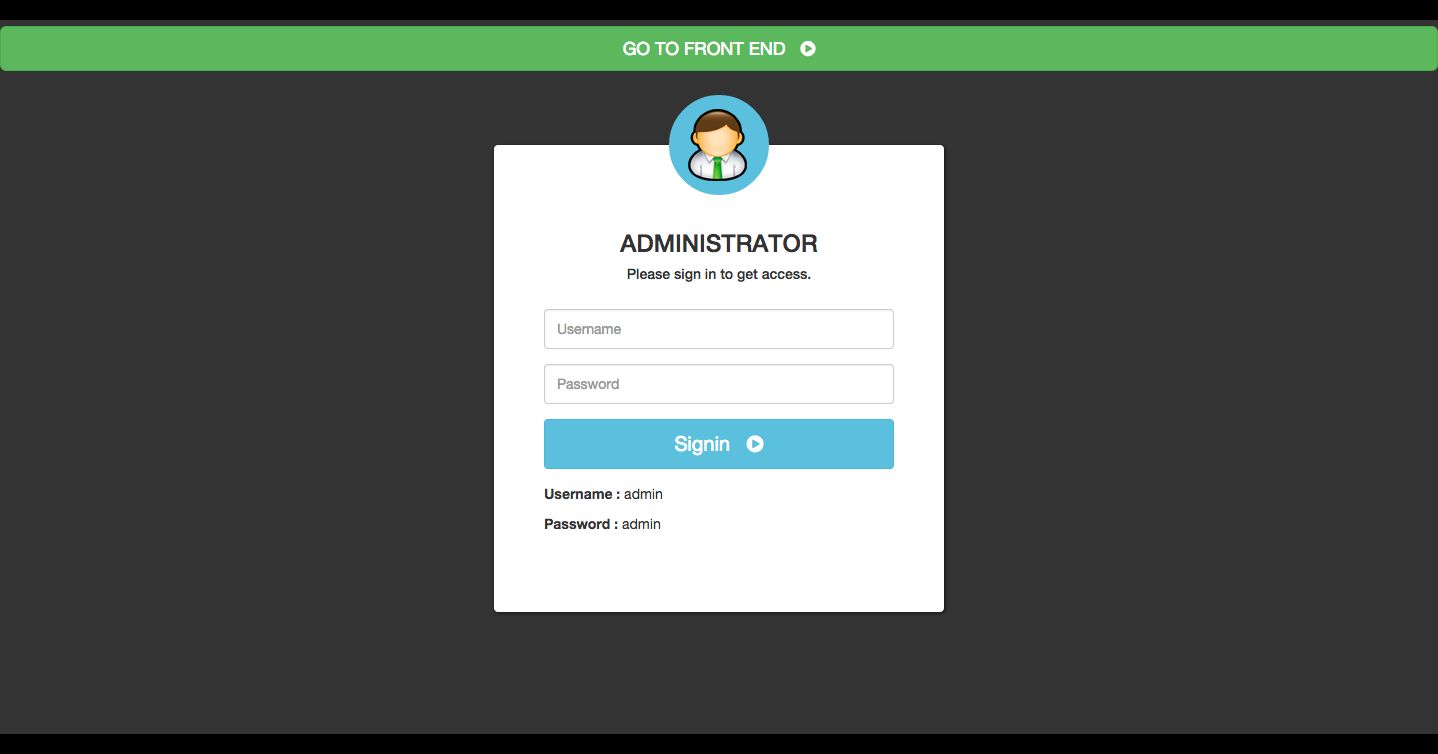 GO TO FRONT END
ADMINISTRATOR
Please sign in to get access.
Username
Password
Signin
Username : admin
Password : admin